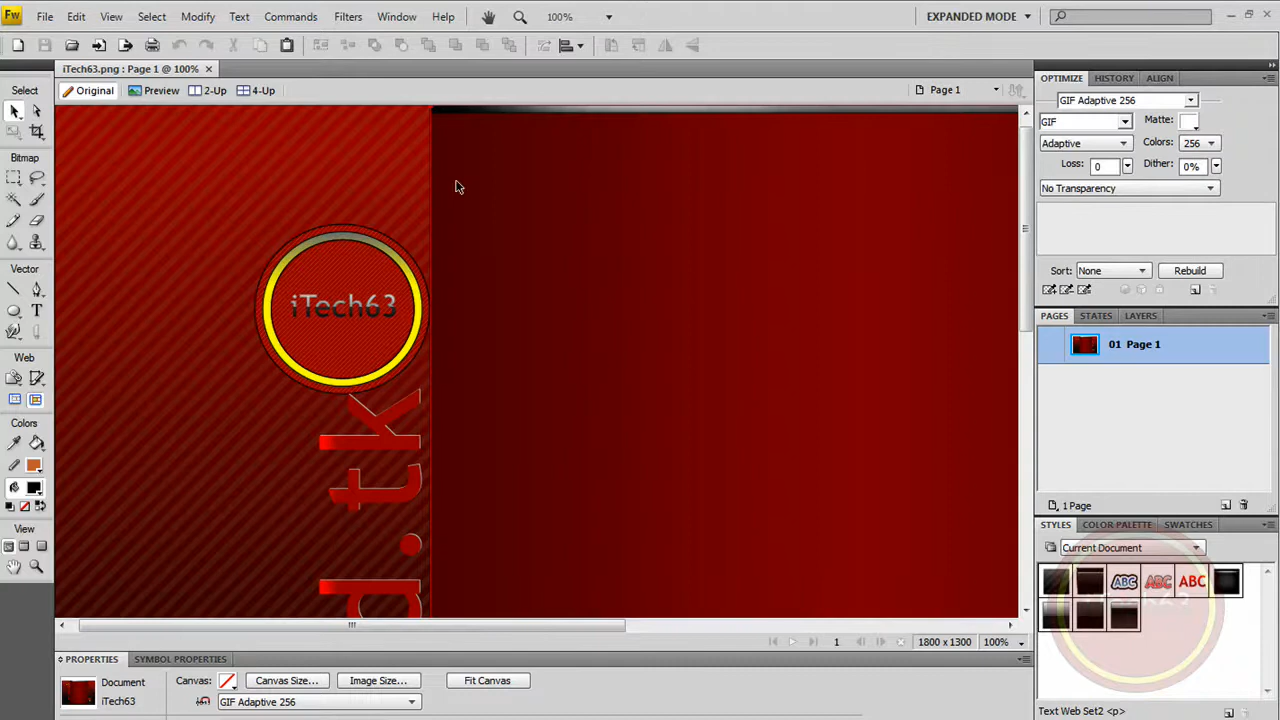 Fw File Edit View Select Modify Text Commands Filters Window Help 100% EXPANDED MODE
iTech63.png : Page 1 @ 100%
Original Preview 2-Up 4-Up Page 1
Select
Bitmap
Vector
Web
Colors
View
iTech63
d.tk
OPTIMIZE HISTORY ALIGN
GIF Adaptive 256
GIF Matte:
Adaptive Colors: 256
Loss: 0 Dither: 0%
No Transparency
Sort: None Rebuild
PAGES STATES LAYERS
01 Page 1
1 Page
STYLES COLOR PALETTE SWATCHES
Current Document
ABC ABC ABC
Text Web Set2 <p>
1 1800 x 1300 100%
PROPERTIES SYMBOL PROPERTIES
Document
iTech63
Canvas: Canvas Size... Image Size... Fit Canvas
GIF Adaptive 256